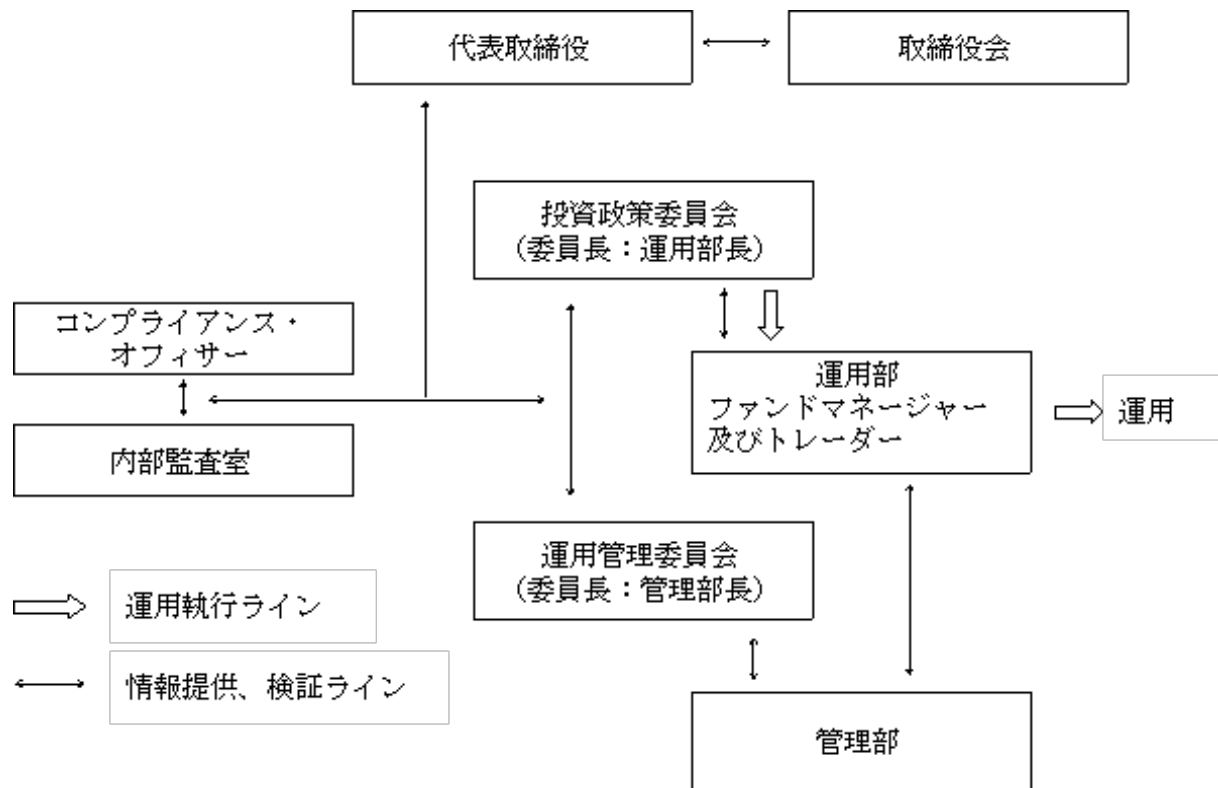 代表取締役
取締役会
投資政策委員会
（委員長：運用部長）
コンプライアンス・
オフィサー
運用部
ファンドマネージャー
及びトレーダー
運用
内部監査室
運用管理委員会
（委員長：管理部長）
運用執行ライン
情報提供、検証ライン
管理部